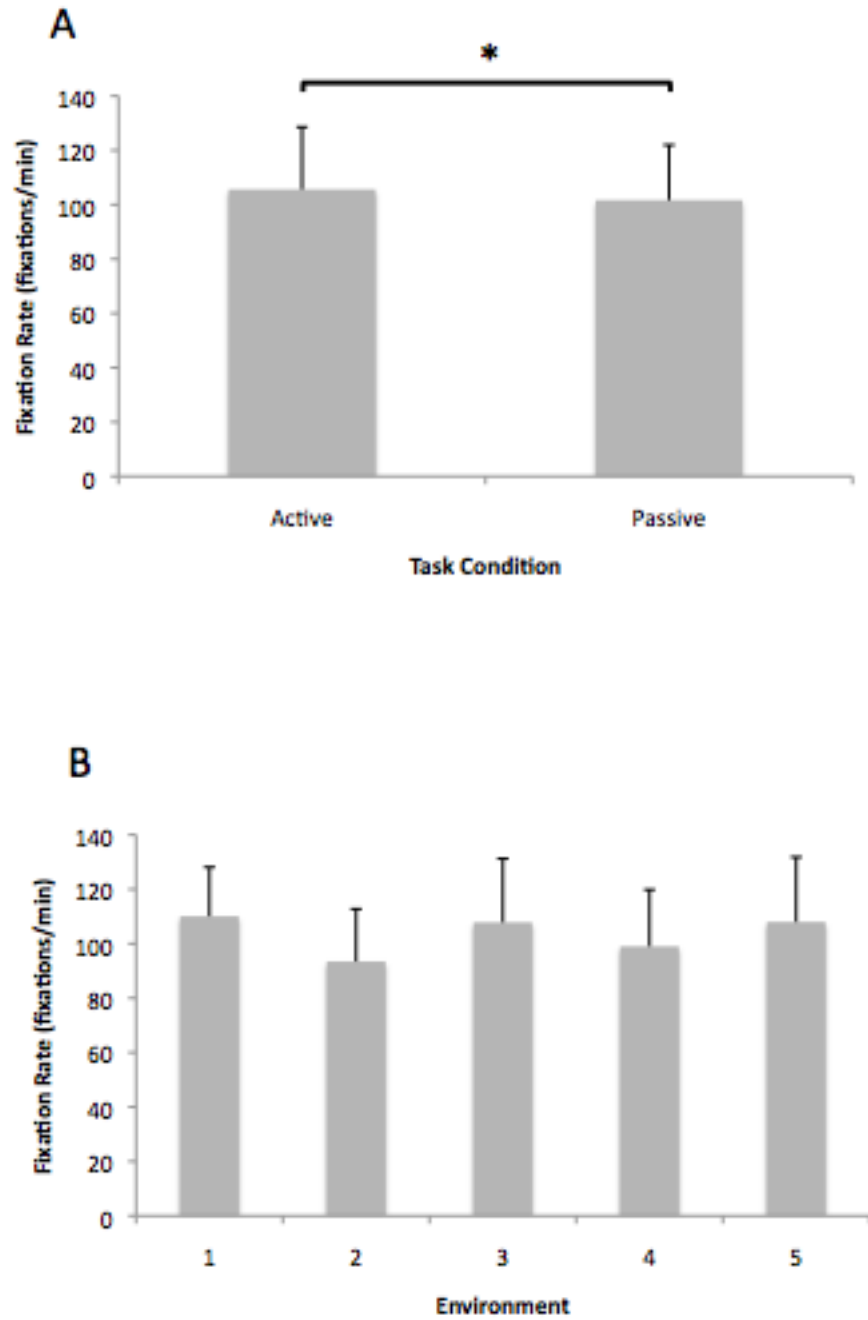 A
*
140
120
100
80
60
40
20
0
Fixation Rate (fixations/min)
Active Passive
Task Condition
B
140
120
100
80
60
40
20
0
Fixation Rate (fixations/min)
1 2 3 4 5
Environment